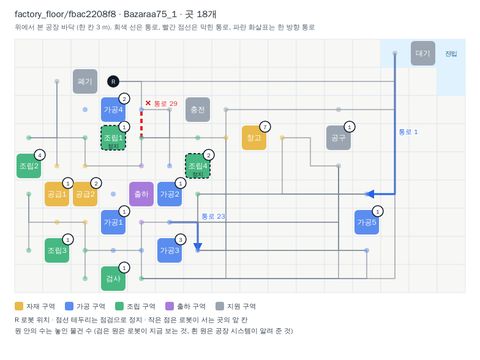 factory_floor/fbac2208f8 · Bazaraa75_1 · 곳 18개
위에서 본 공장 바닥 (한 칸 3 m). 회색 선은 통로, 빨간 점선은 막힌 통로, 파란 화살표는 한 방향 통로
대기
진입
폐기
R
가공4
2
✕ 통로 29
충전
조립1
정지
1
창고
7
공구
1
통로 1
조립2
4
조립4
정지
2
공급1
1
공급2
2
출하
가공2
1
가공1
1
통로 23
가공5
1
조립3
1
가공3
3
검사
1
자재 구역
가공 구역
조립 구역
출하 구역
지원 구역
R 로봇 위치 · 점선 테두리는 점검으로 정지 · 작은 점은 로봇이 서는 곳의 앞 칸
원 안의 수는 놓인 물건 수 (검은 원은 로봇이 지금 보는 것, 흰 원은 공장 시스템이 알려 준 것)